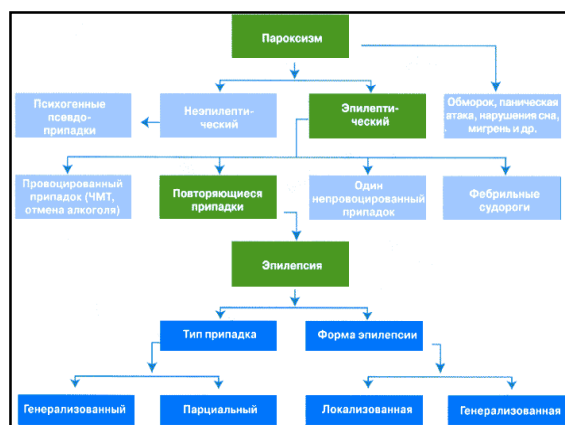 Пароксизм
Психогенные
псевдо-
припадки
Неэпилепти-
ческий
Эпилепти-
ческий
Обморок, паническая
атака, нарушения сна,
мигрень и др.
Провоцированный
припадок (ЧМТ,
отмена алкоголя)
Повторяющиеся
припадки
Один
непровоцированный
припадок
Фебрильные
судороги
Эпилепсия
Тип припадка
Форма эпилепсии
Генерализованный
Парциальный
Локализованная
Генерализованная